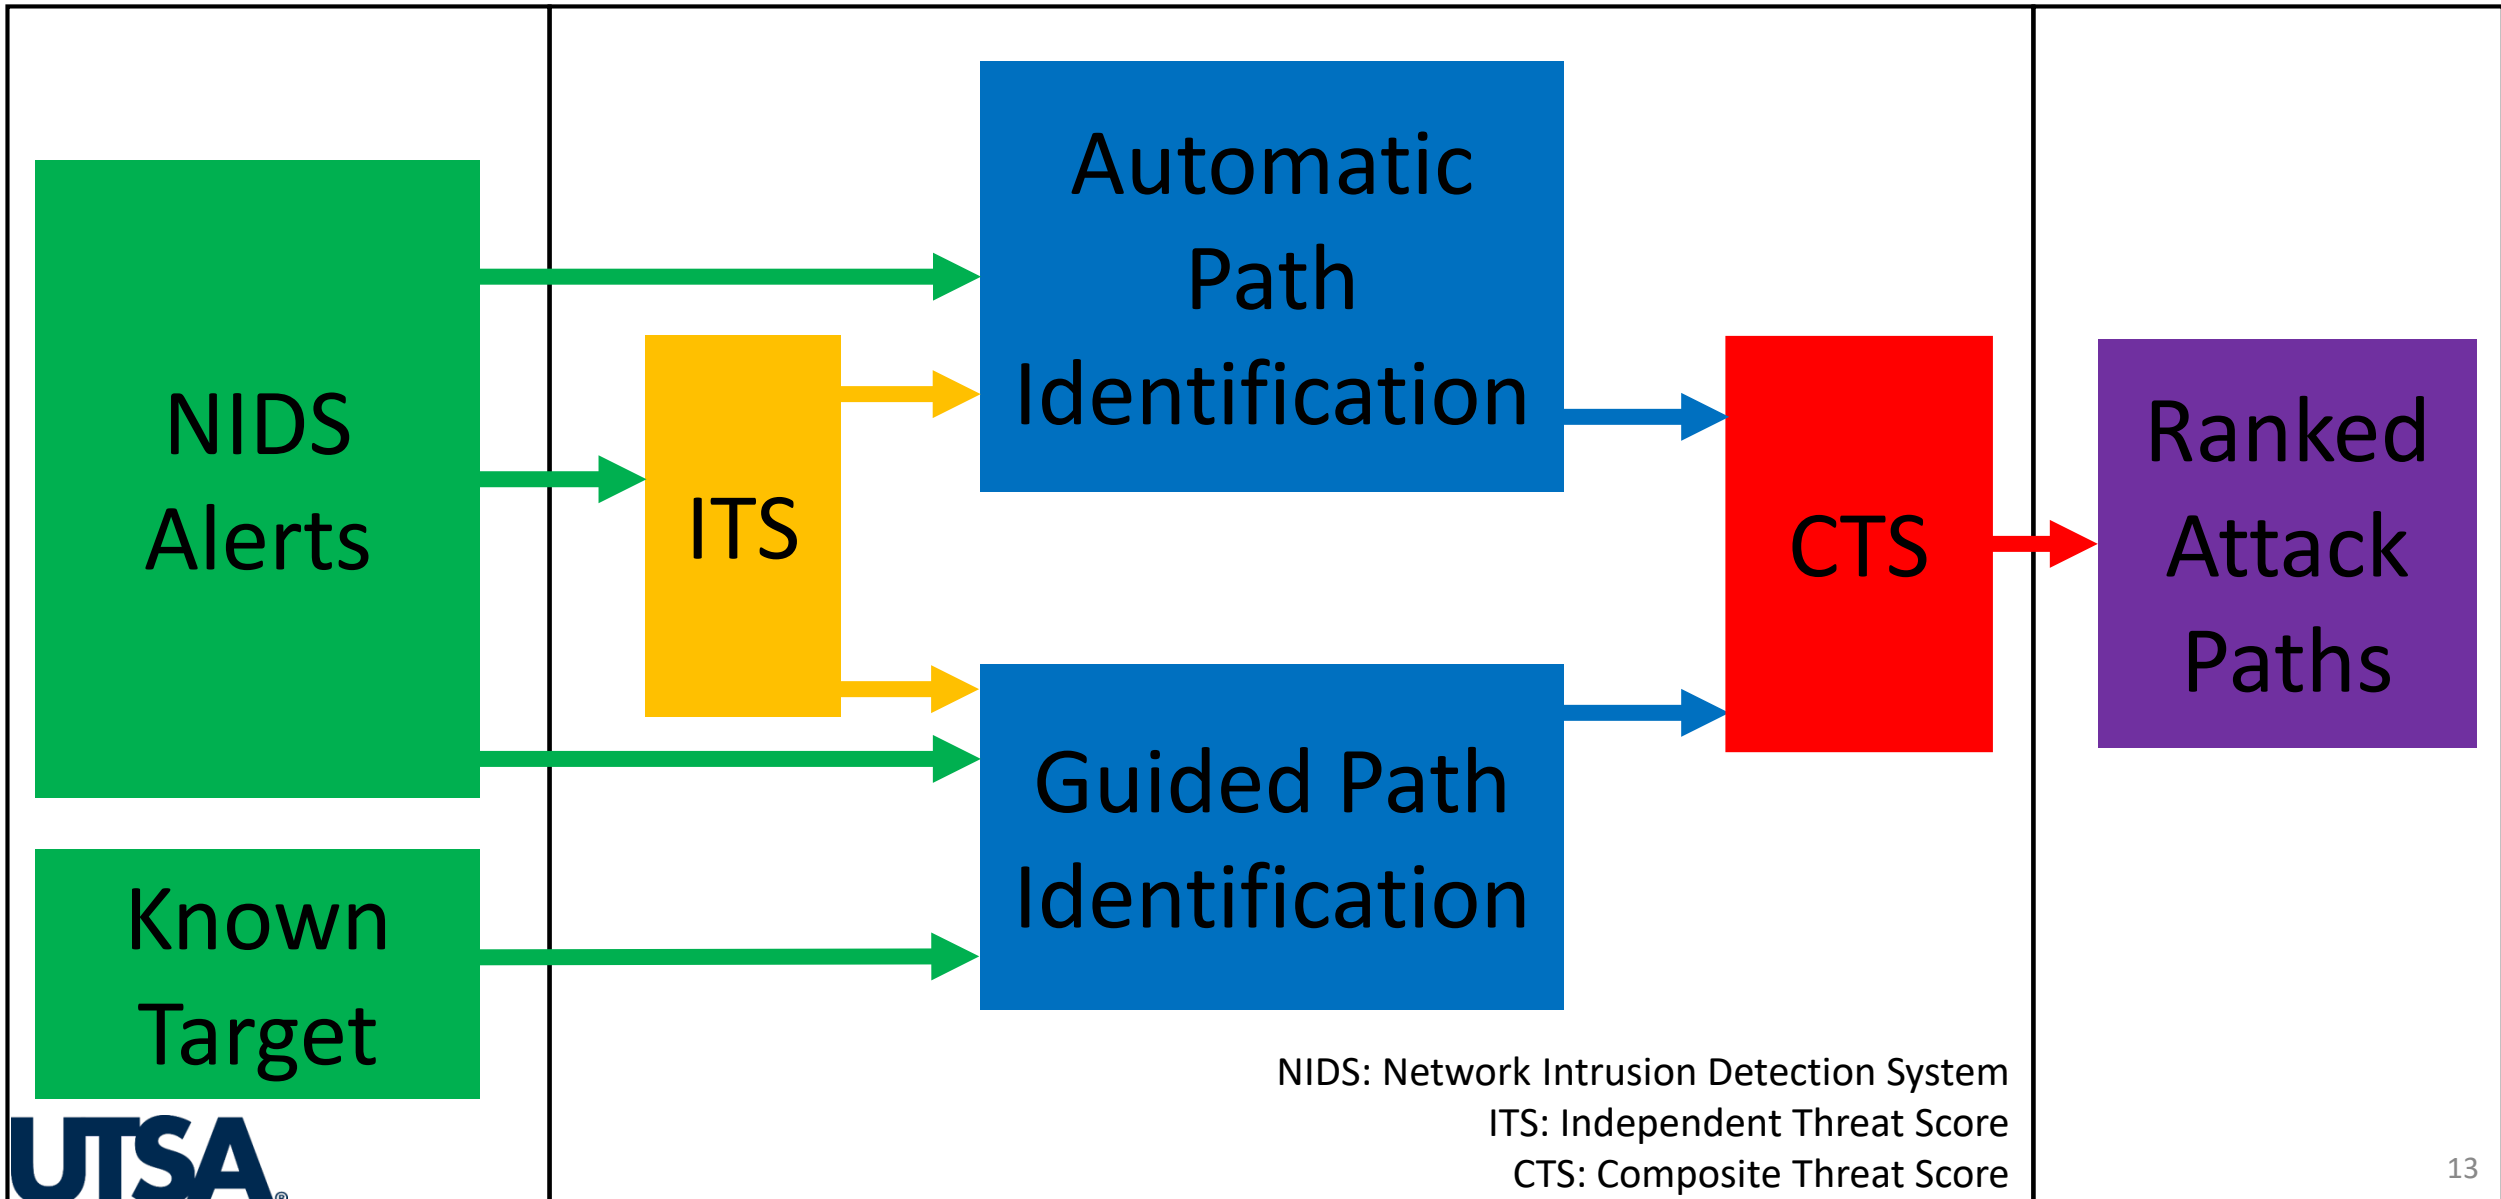 NIDS
Alerts
Known
Target
ITS
Automatic
Path
Identification
Guided Path
Identification
CTS
Ranked
Attack
Paths
NIDS: Network Intrusion Detection System
ITS: Independent Threat Score
CTS: Composite Threat Score
UTSA®
13